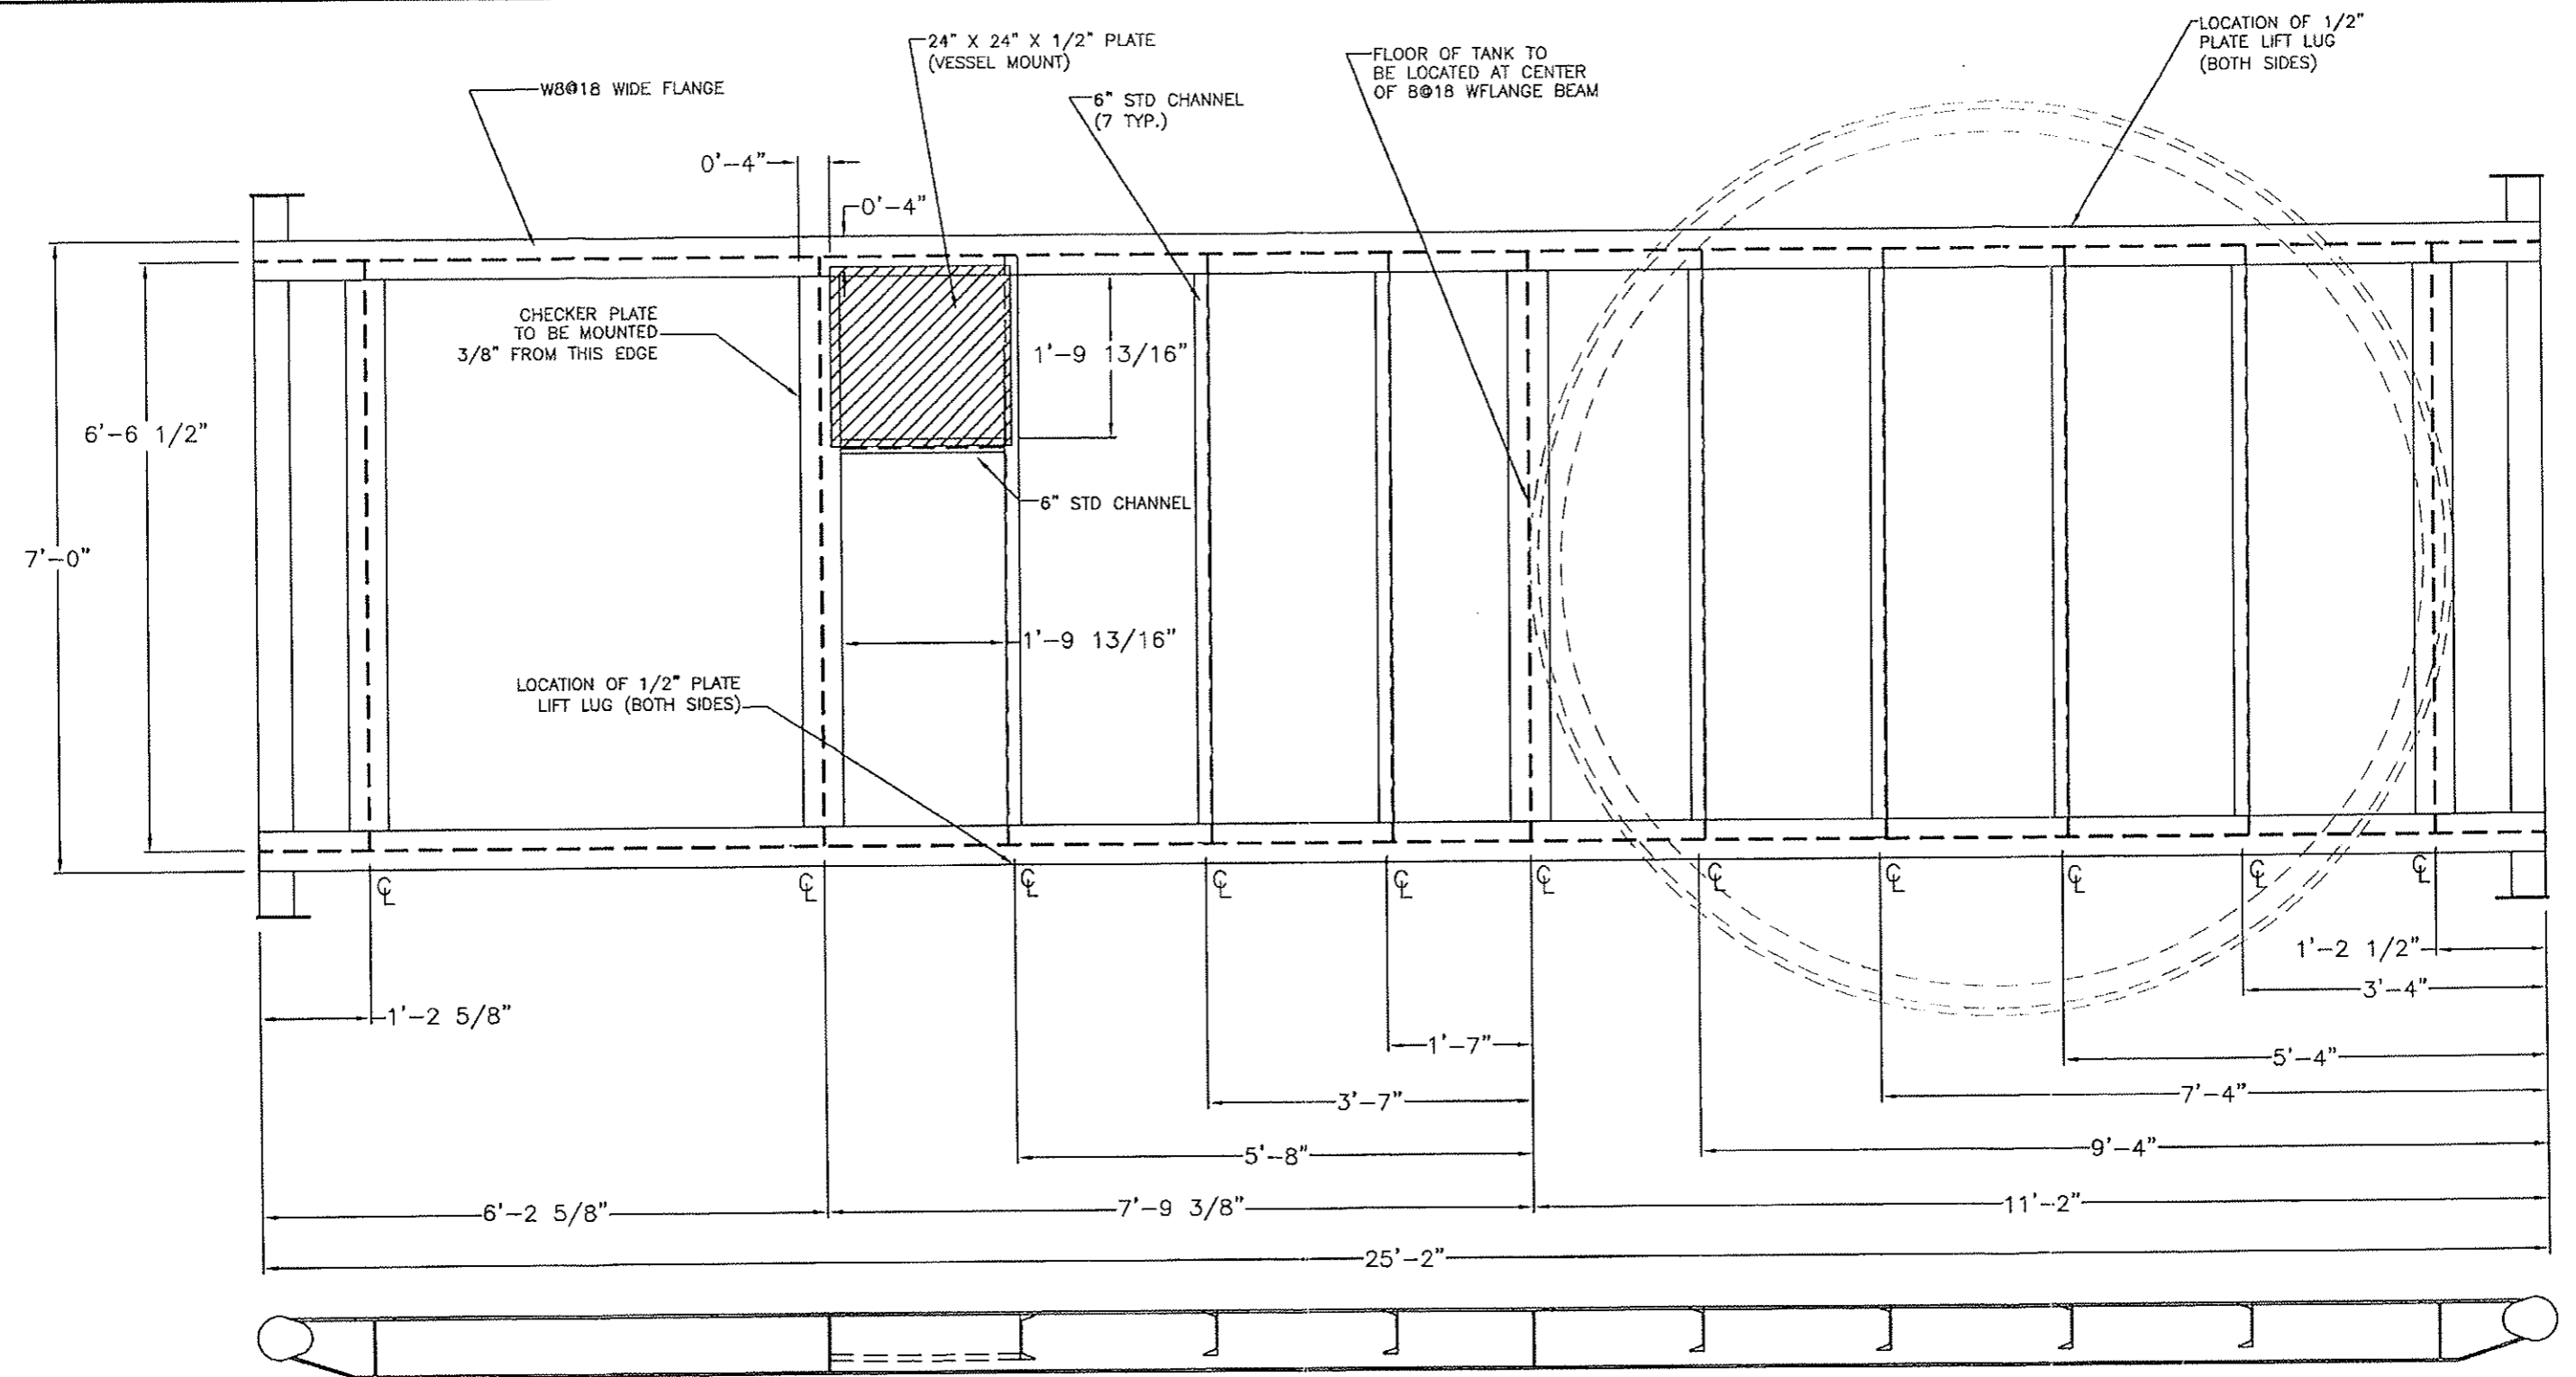 24" X 24" X 1/2" PLATE
(VESSEL MOUNT)
W8@18 WIDE FLANGE
6" STD CHANNEL
(7 TYP.)
FLOOR OF TANK TO
BE LOCATED AT CENTER
OF 8@18 WFLANGE BEAM
LOCATION OF 1/2"
PLATE LIFT LUG
(BOTH SIDES)
0'-4"
0'-4"
CHECKER PLATE
TO BE MOUNTED
3/8" FROM THIS EDGE
1'-9 13/16"
6'-6 1/2"
6" STD CHANNEL
7'-0"
1'-9 13/16"
LOCATION OF 1/2" PLATE
LIFT LUG (BOTH SIDES)
℄ ℄ ℄ ℄ ℄ ℄ ℄ ℄ ℄ ℄ ℄
1'-2 1/2"
3'-4"
1'-2 5/8"
1'-7"
5'-4"
3'-7"
7'-4"
5'-8"
9'-4"
6'-2 5/8"
7'-9 3/8"
11'-2"
25'-2"